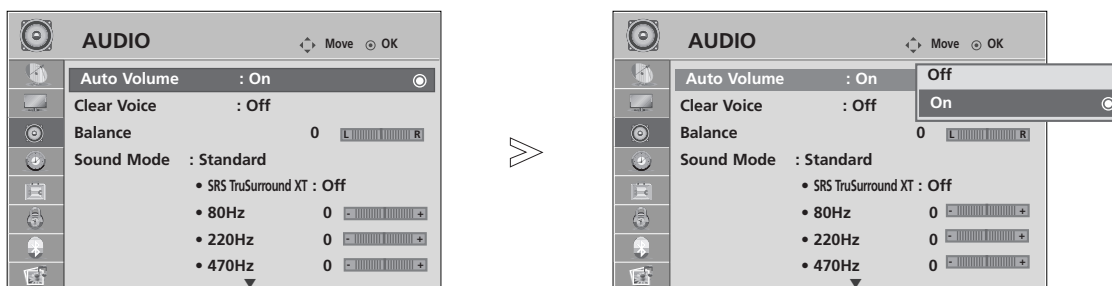 AUDIO
Move OK
Auto Volume : On
Clear Voice : Off
Balance 0 L R
Sound Mode : Standard
• SRS TruSurround XT : Off
• 80Hz 0 - +
• 220Hz 0 - +
• 470Hz 0 - +
>
AUDIO
Move OK
Auto Volume : On
Off
On
Clear Voice : Off
Balance 0 L R
Sound Mode : Standard
• SRS TruSurround XT : Off
• 80Hz 0 - +
• 220Hz 0 - +
• 470Hz 0 - +